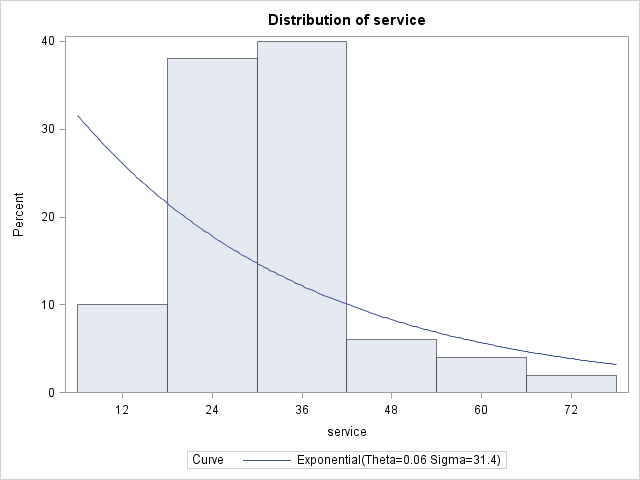 Distribution of service
40
30
20
10
0
Percent
12 24 36 48 60 72
service
Curve Exponential(Theta=0.06 Sigma=31.4)